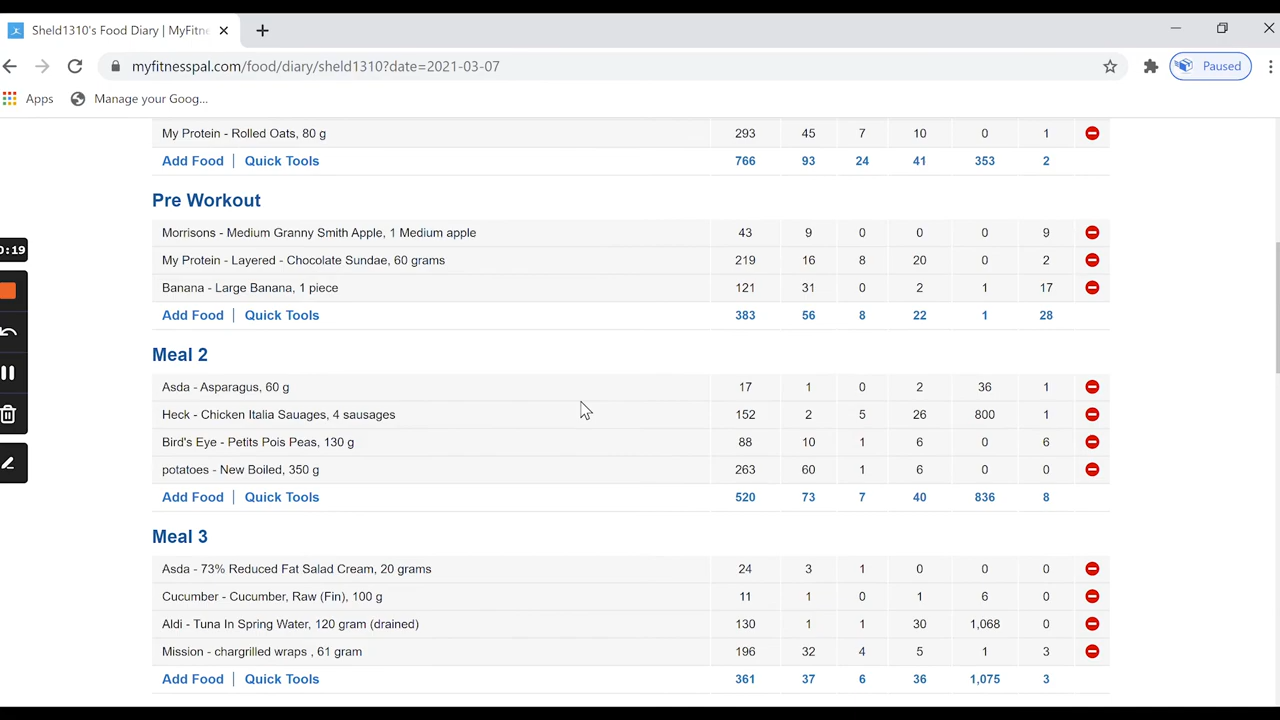 Sheld1310's Food Diary | MyFitne
myfitnesspal.com/food/diary/sheld1310?date=2021-03-07
Paused
Apps Manage your Goog...
My Protein - Rolled Oats, 80 g 293 45 7 10 0 1
Add Food | Quick Tools 766 93 24 41 353 2
Pre Workout
Morrisons - Medium Granny Smith Apple, 1 Medium apple 43 9 0 0 0 9
My Protein - Layered - Chocolate Sundae, 60 grams 219 16 8 20 0 2
Banana - Large Banana, 1 piece 121 31 0 2 1 17
Add Food | Quick Tools 383 56 8 22 1 28
0:19
Meal 2
Asda - Asparagus, 60 g 17 1 0 2 36 1
Heck - Chicken Italia Sauages, 4 sausages 152 2 5 26 800 1
Bird's Eye - Petits Pois Peas, 130 g 88 10 1 6 0 6
potatoes - New Boiled, 350 g 263 60 1 6 0 0
Add Food | Quick Tools 520 73 7 40 836 8
Meal 3
Asda - 73% Reduced Fat Salad Cream, 20 grams 24 3 1 0 0 0
Cucumber - Cucumber, Raw (Fin), 100 g 11 1 0 1 6 0
Aldi - Tuna In Spring Water, 120 gram (drained) 130 1 1 30 1,068 0
Mission - chargrilled wraps , 61 gram 196 32 4 5 1 3
Add Food | Quick Tools 361 37 6 36 1,075 3